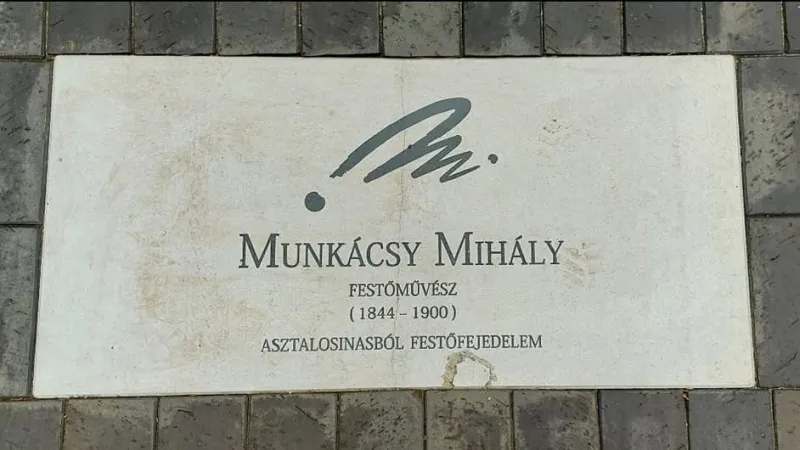 MUNKÁCSY MIHÁLY
FESTŐMŰVÉSZ
(1844 – 1900)
ASZTALOSINASBÓL FESTŐFEJEDELEM